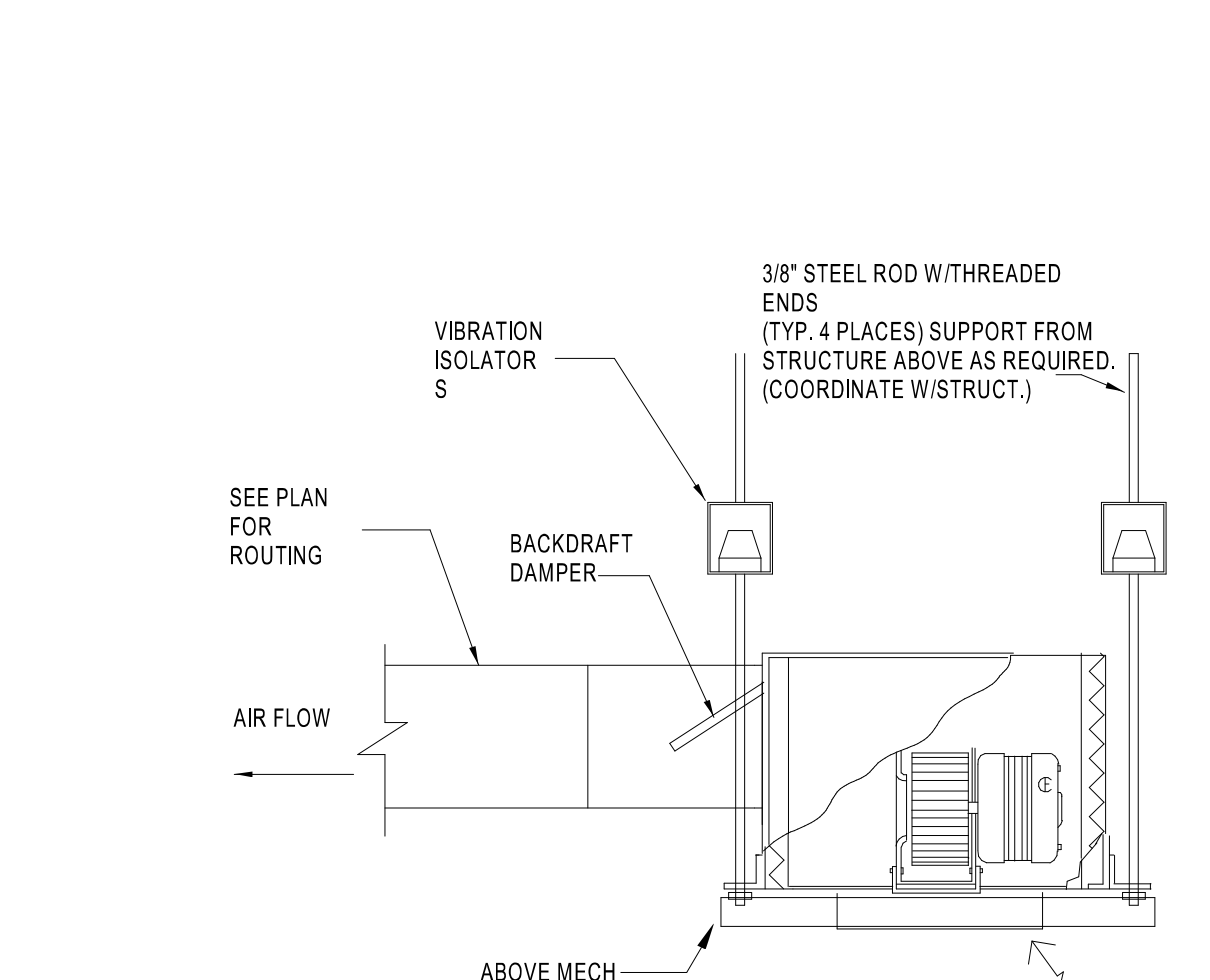 3/8" STEEL ROD W/THREADED
ENDS
(TYP. 4 PLACES) SUPPORT FROM
STRUCTURE ABOVE AS REQUIRED.
(COORDINATE W/STRUCT.)
VIBRATION
ISOLATOR
S
SEE PLAN
FOR
ROUTING
BACKDRAFT
DAMPER
AIR FLOW
ABOVE MECH